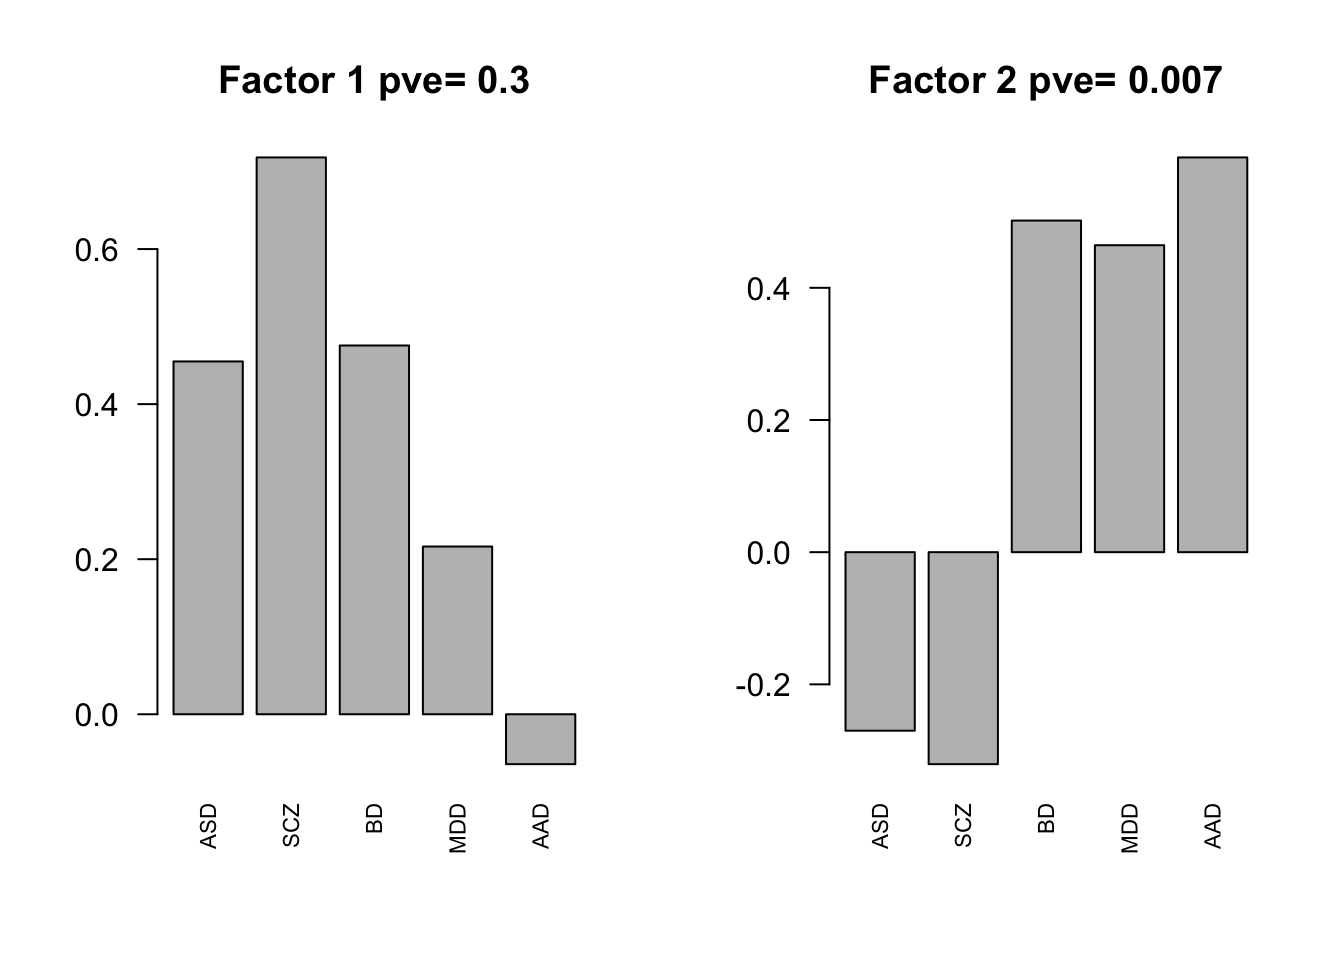 Factor 1 pve= 0.3
0.6
0.4
0.2
0.0
ASD
SCZ
BD
MDD
AAD
Factor 2 pve= 0.007
0.4
0.2
0.0
-0.2
ASD
SCZ
BD
MDD
AAD